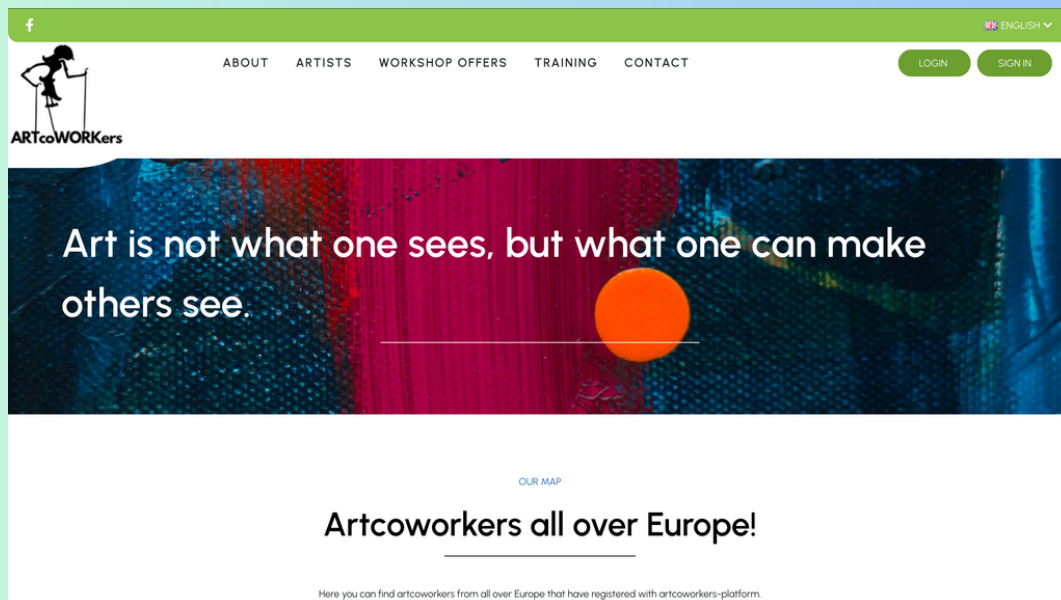 ENGLISH
ABOUT ARTISTS WORKSHOP OFFERS TRAINING CONTACT LOGIN SIGN IN
ARTcoWORKers
Art is not what one sees, but what one can make
others see.
OUR MAP
Artcoworkers all over Europe!
Here you can find artcoworkers from all over Europe that have registered with artcoworkers-platform.